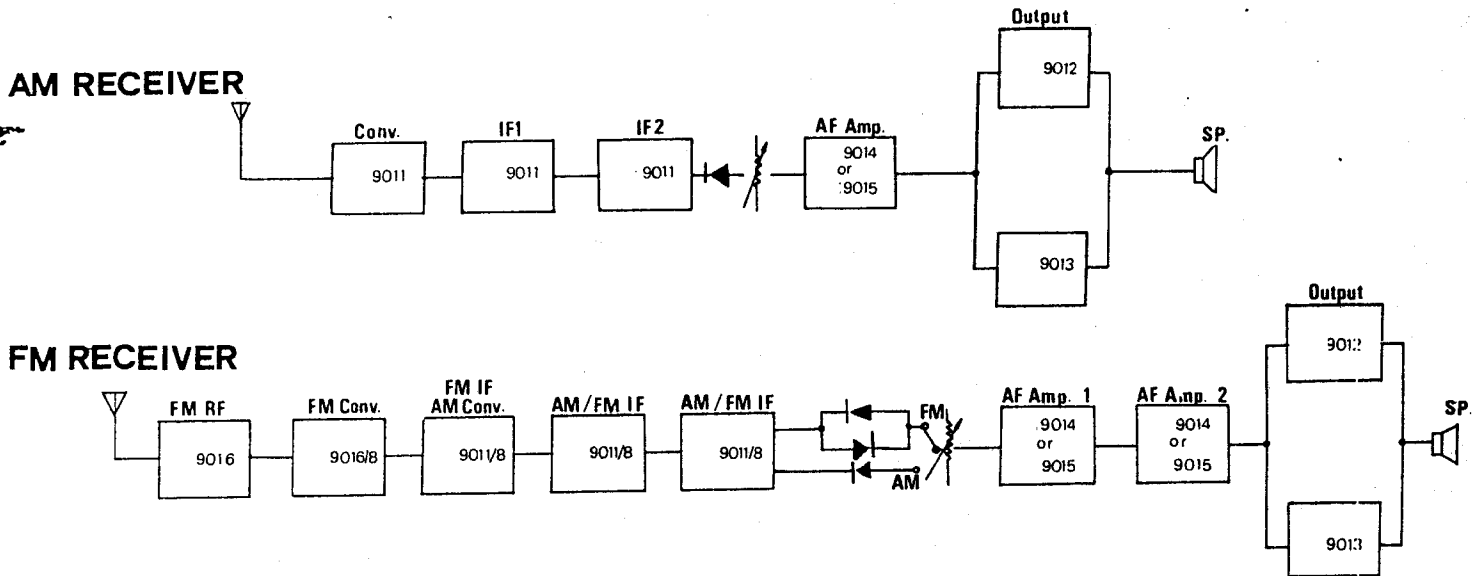 Output
9012
AM RECEIVER
Conv. IF1 IF2 AF Amp. SP.
9011 9011 9011 9014
or
9015
9013
Output
9012
FM RECEIVER
FM RF FM Conv. FM IF
AM Conv. AM/FM IF AM/FM IF FM AF Amp. 1 AF Amp. 2 SP.
9016 9016/8 9011/8 9011/8 9011/8 9014
or
9015
9014
or
9015
AM
9013